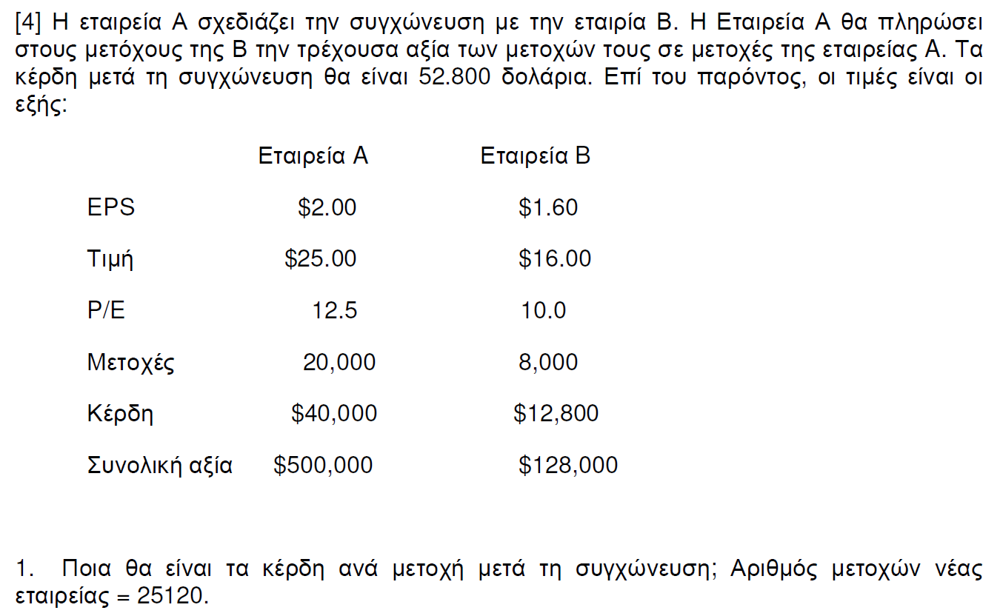 [4] Η εταιρεία Α σχεδιάζει την συγχώνευση με την εταιρία Β. Η Εταιρεία Α θα πληρώσει
στους μετόχους της Β την τρέχουσα αξία των μετοχών τους σε μετοχές της εταιρείας Α. Τα
κέρδη μετά τη συγχώνευση θα είναι 52.800 δολάρια. Επί του παρόντος, οι τιμές είναι οι
εξής:
Εταιρεία Α Εταιρεία Β
EPS $2.00 $1.60
Τιμή $25.00 $16.00
P/E 12.5 10.0
Μετοχές 20,000 8,000
Κέρδη $40,000 $12,800
Συνολική αξία $500,000 $128,000
1. Ποια θα είναι τα κέρδη ανά μετοχή μετά τη συγχώνευση; Αριθμός μετοχών νέας
εταιρείας = 25120.